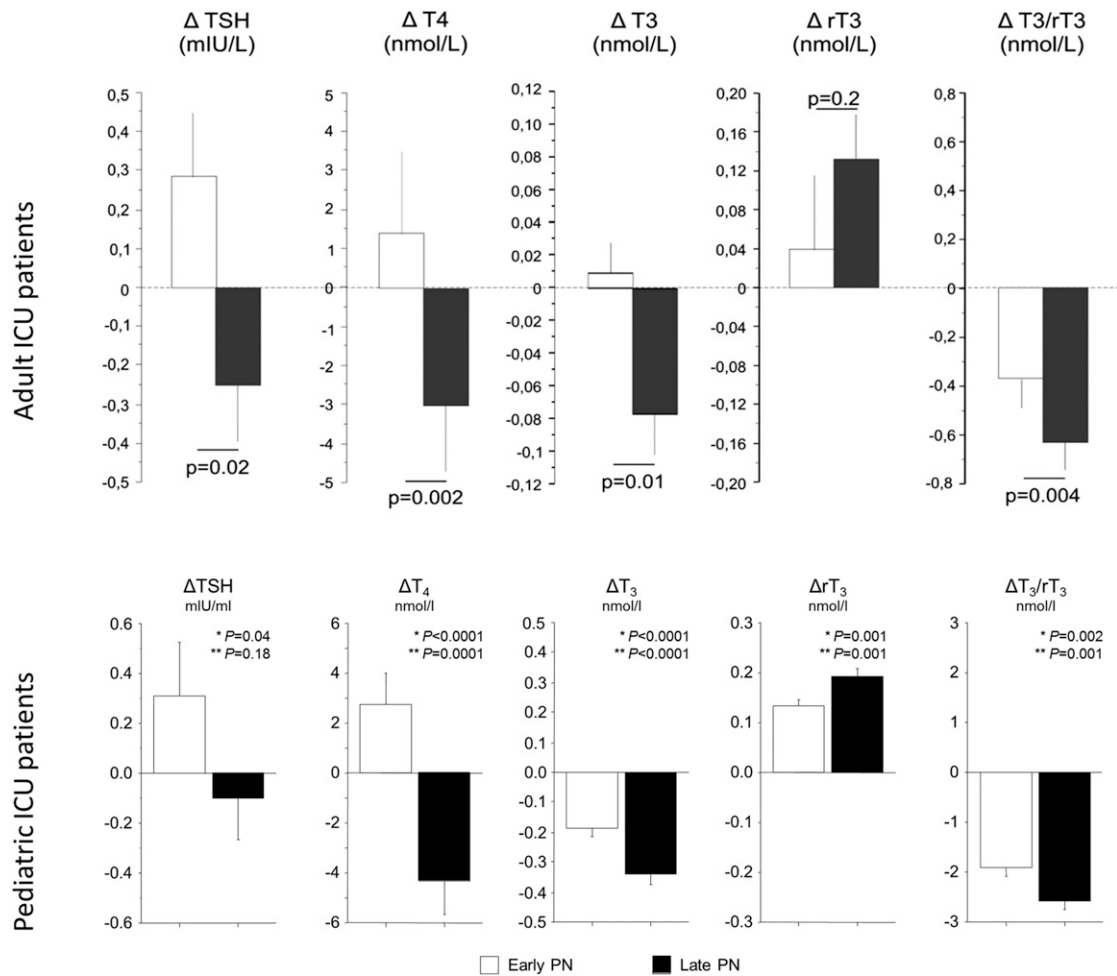 Δ TSH
(mIU/L)
Δ T4
(nmol/L)
Δ T3
(nmol/L)
Δ rT3
(nmol/L)
Δ T3/rT3
(nmol/L)
Adult ICU patients
0,5
0,4
0,3
0,2
0,1
0
-0,1
-0,2
-0,3
-0,4
-0,5
p=0.02
5
4
3
2
1
0
-1
-2
-3
-4
-5
p=0.002
0,12
0,10
0,08
0,06
0,04
0,02
0
-0,02
-0,04
-0,06
-0,08
-0,1
-0,12
p=0.01
0,20
0,16
0,12
0,08
0,04
0
-0,04
-0,08
-0,12
-0,16
-0,20
p=0.2
0,8
0,6
0,4
0,2
0
-0,2
-0,4
-0,6
-0,8
p=0.004
Pediatric ICU patients
ΔTSH
mIU/ml
0.6
0.4
0.2
0.0
-0.2
-0.4
-0.6
* P=0.04
** P=0.18
ΔT4
nmol/l
6
4
2
0
-2
-4
-6
* P<0.0001
** P=0.0001
ΔT3
nmol/l
0.5
0.4
0.3
0.2
0.1
0.0
-0.1
-0.2
-0.3
-0.4
-0.5
* P<0.0001
** P<0.0001
ΔrT3
nmol/l
0.3
0.2
0.1
0.0
-0.1
-0.2
-0.3
* P=0.001
** P=0.001
ΔT3/rT3
nmol/l
3
2
1
0
-1
-2
-3
* P=0.002
** P=0.001
Early PN
Late PN